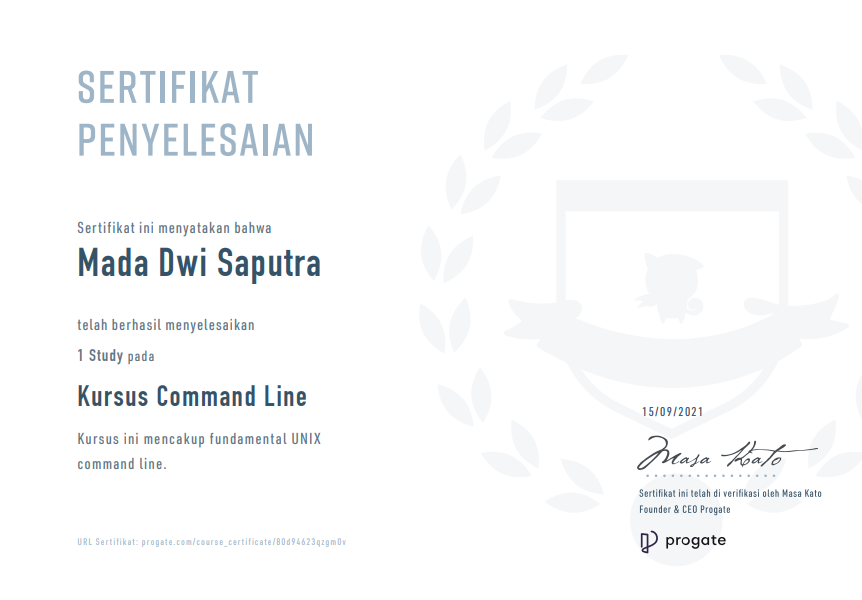 SERTIFIKAT
PENYELESAIAN
Sertifikat ini menyatakan bahwa
Mada Dwi Saputra
telah berhasil menyelesaikan
1 Study pada
Kursus Command Line
Kursus ini mencakup fundamental UNIX
command line.
15/09/2021
Masa Kato
Sertifikat ini telah di verifikasi oleh Masa Kato
Founder & CEO Progate
URL Sertifikat: progate.com/course_certificate/80d94623qzgm0v
progate